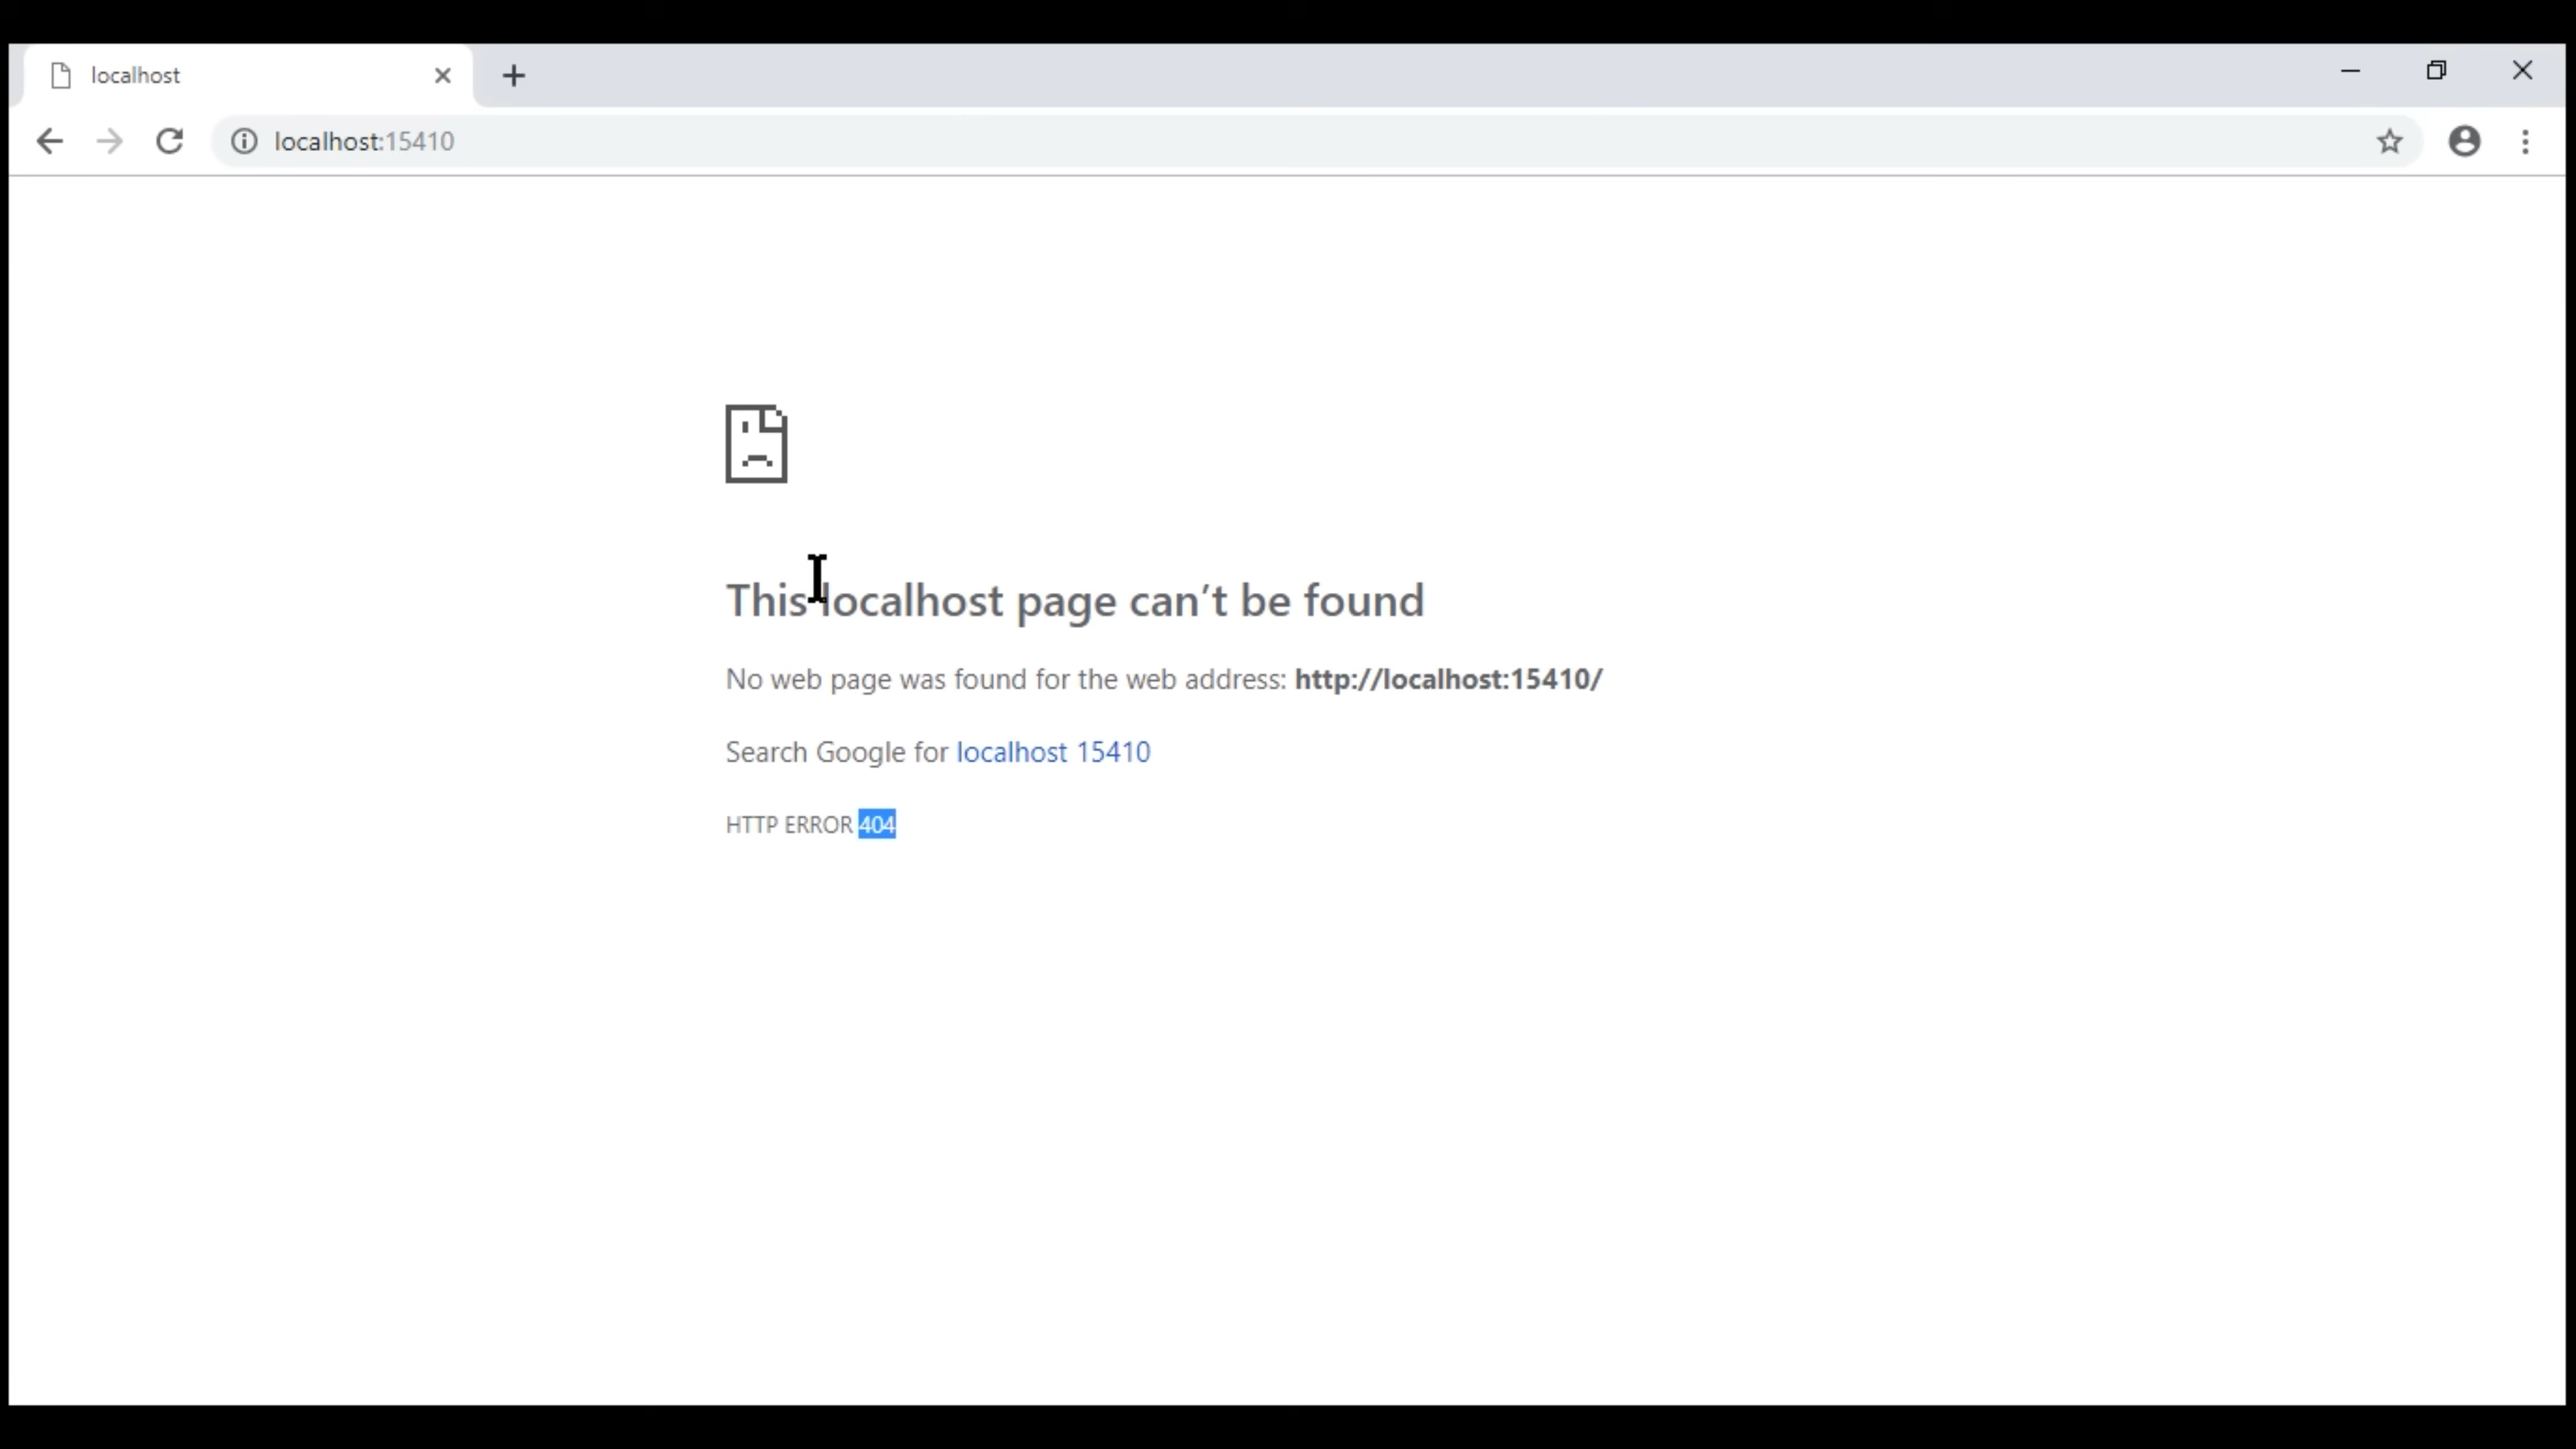 localhost
localhost:15410
This localhost page can’t be found
No web page was found for the web address: http://localhost:15410/
Search Google for localhost 15410
HTTP ERROR 404